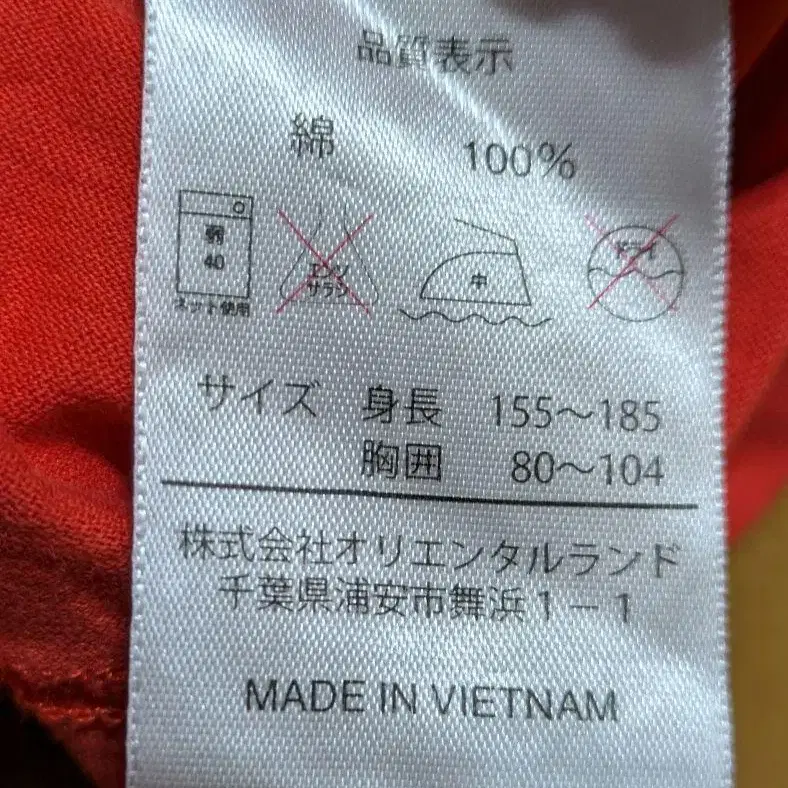 品質表示
綿 100%
弱
40
ネット使用
エンソ
サラシ
中
ドライ
サイズ 身長 155〜185
胸囲 80〜104
株式会社オリエンタルランド
千葉県浦安市舞浜1－1
MADE IN VIETNAM